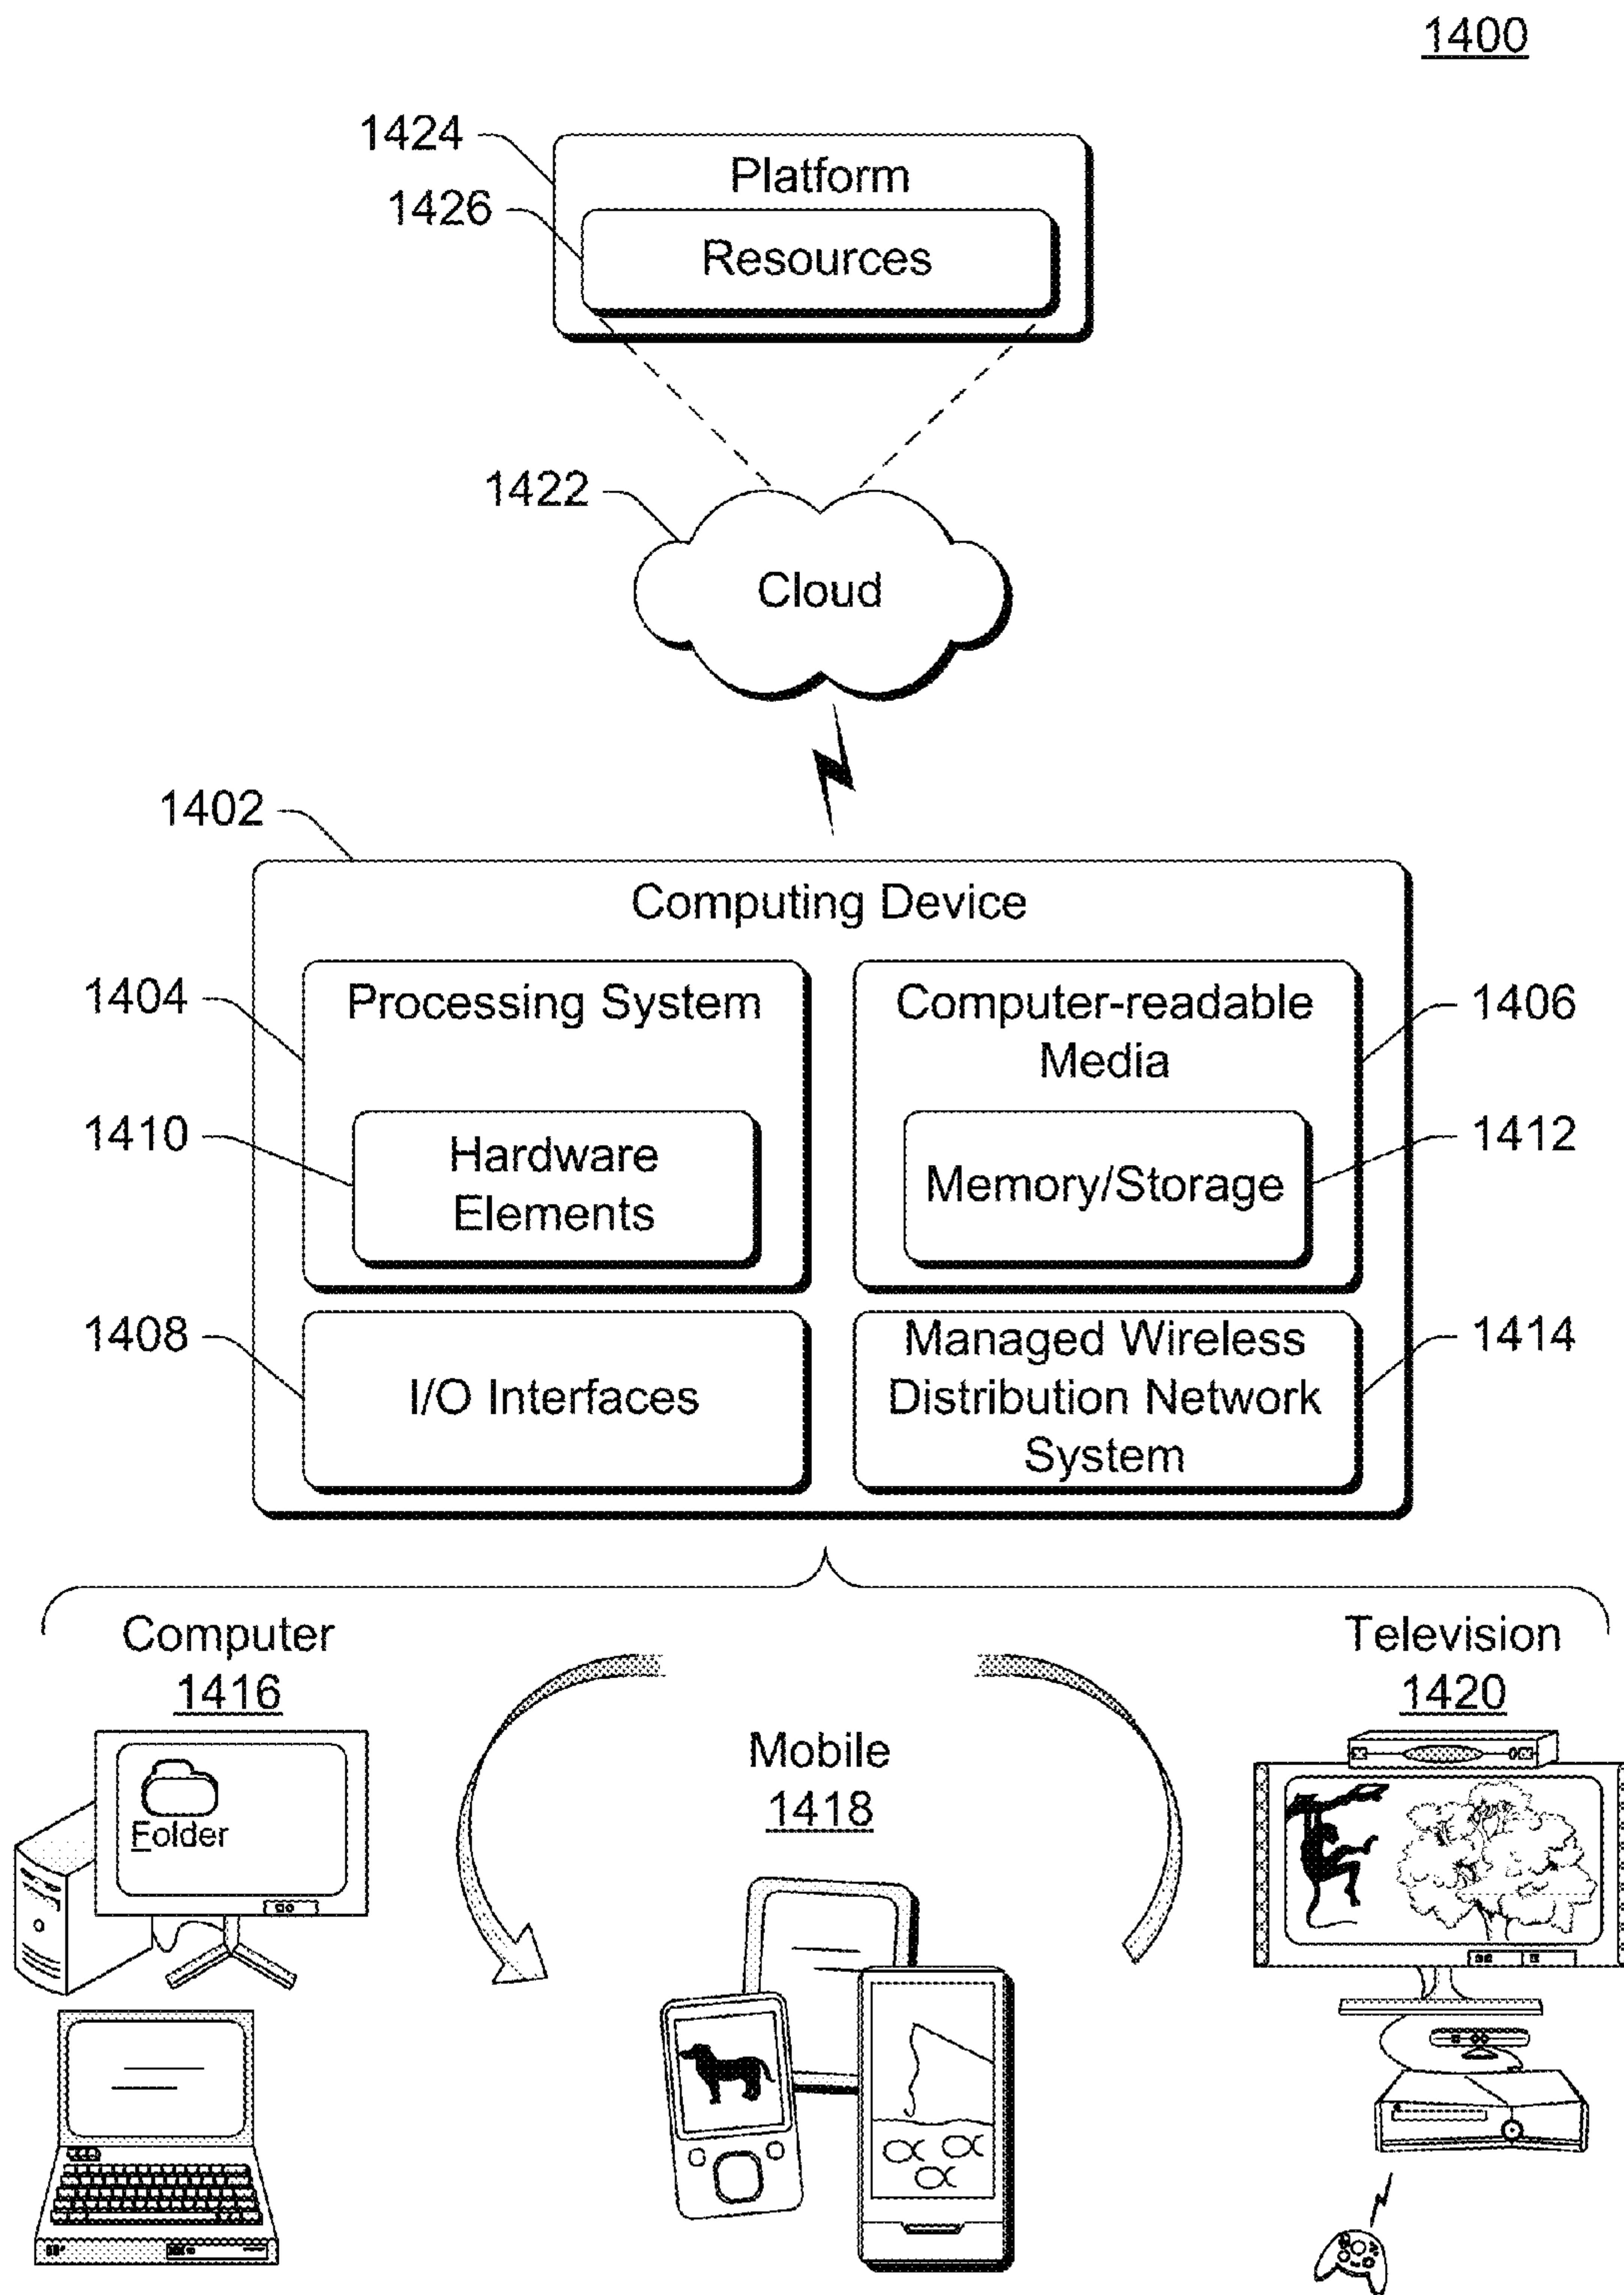 1400
1424
Platform
1426
Resources
1422
Cloud
1402
Computing Device
1404
Processing System
Computer-readable
Media
1406
1410
Hardware
Elements
Memory/Storage
1412
1408
I/O Interfaces
Managed Wireless
Distribution Network
System
1414
Computer
1416
Folder
Mobile
1418
Television
1420